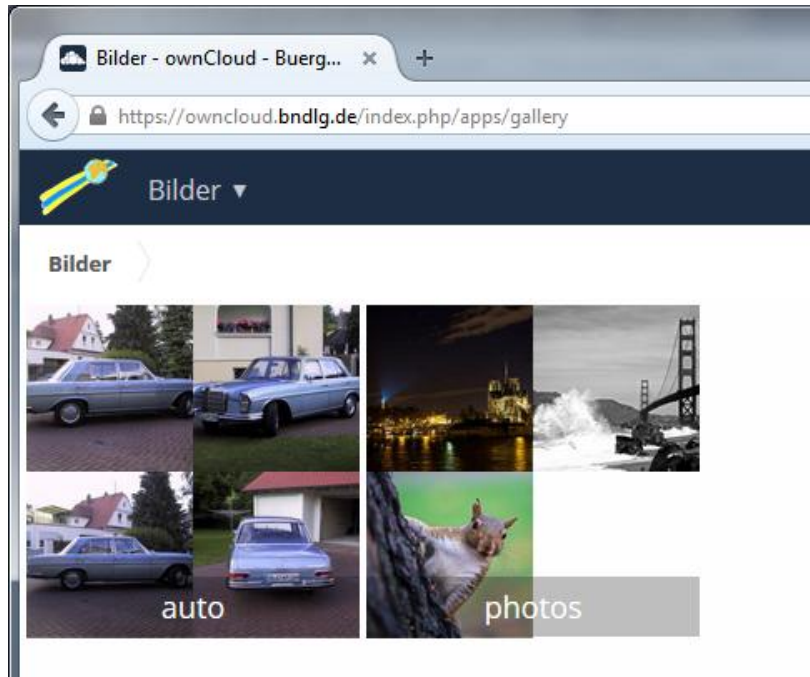 Bilder - ownCloud - Buerg...
https://owncloud.bndlg.de/index.php/apps/gallery
Bilder ▾
Bilder
auto
photos